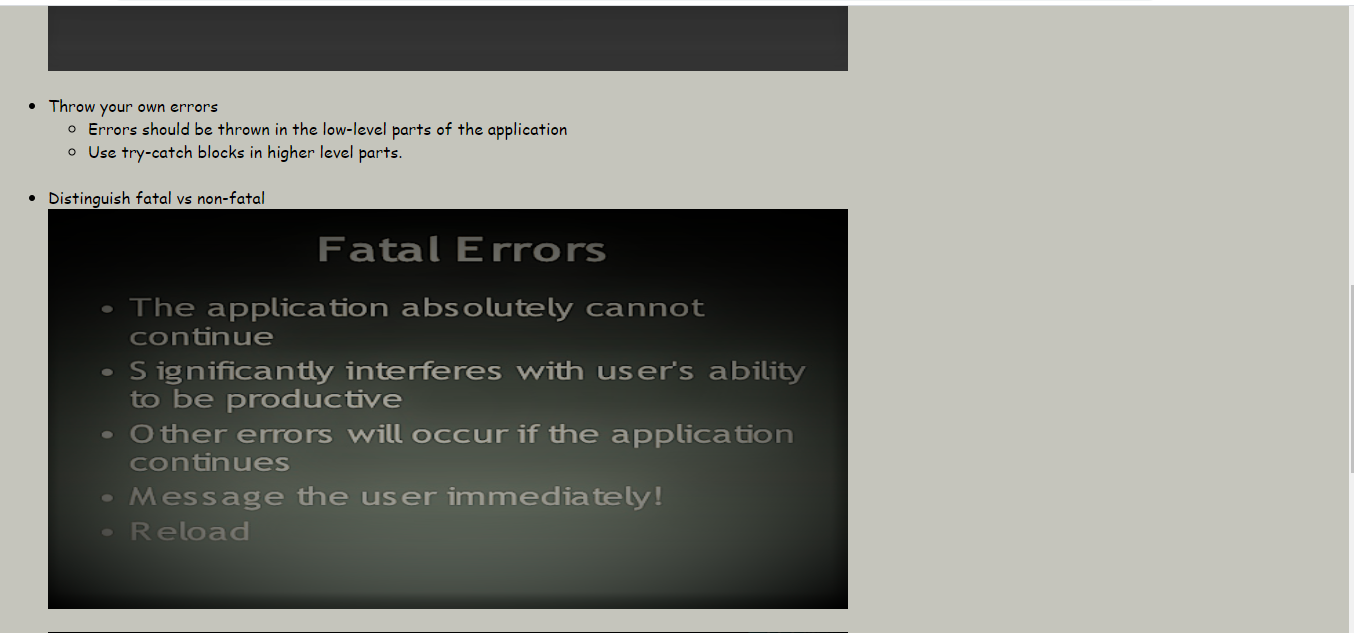 Throw your own errors
Errors should be thrown in the low-level parts of the application
Use try-catch blocks in higher level parts.
Distinguish fatal vs non-fatal
Fatal Errors
The application absolutely cannot
continue
Significantly interferes with user's ability
to be productive
Other errors will occur if the application
continues
Message the user immediately!
Reload